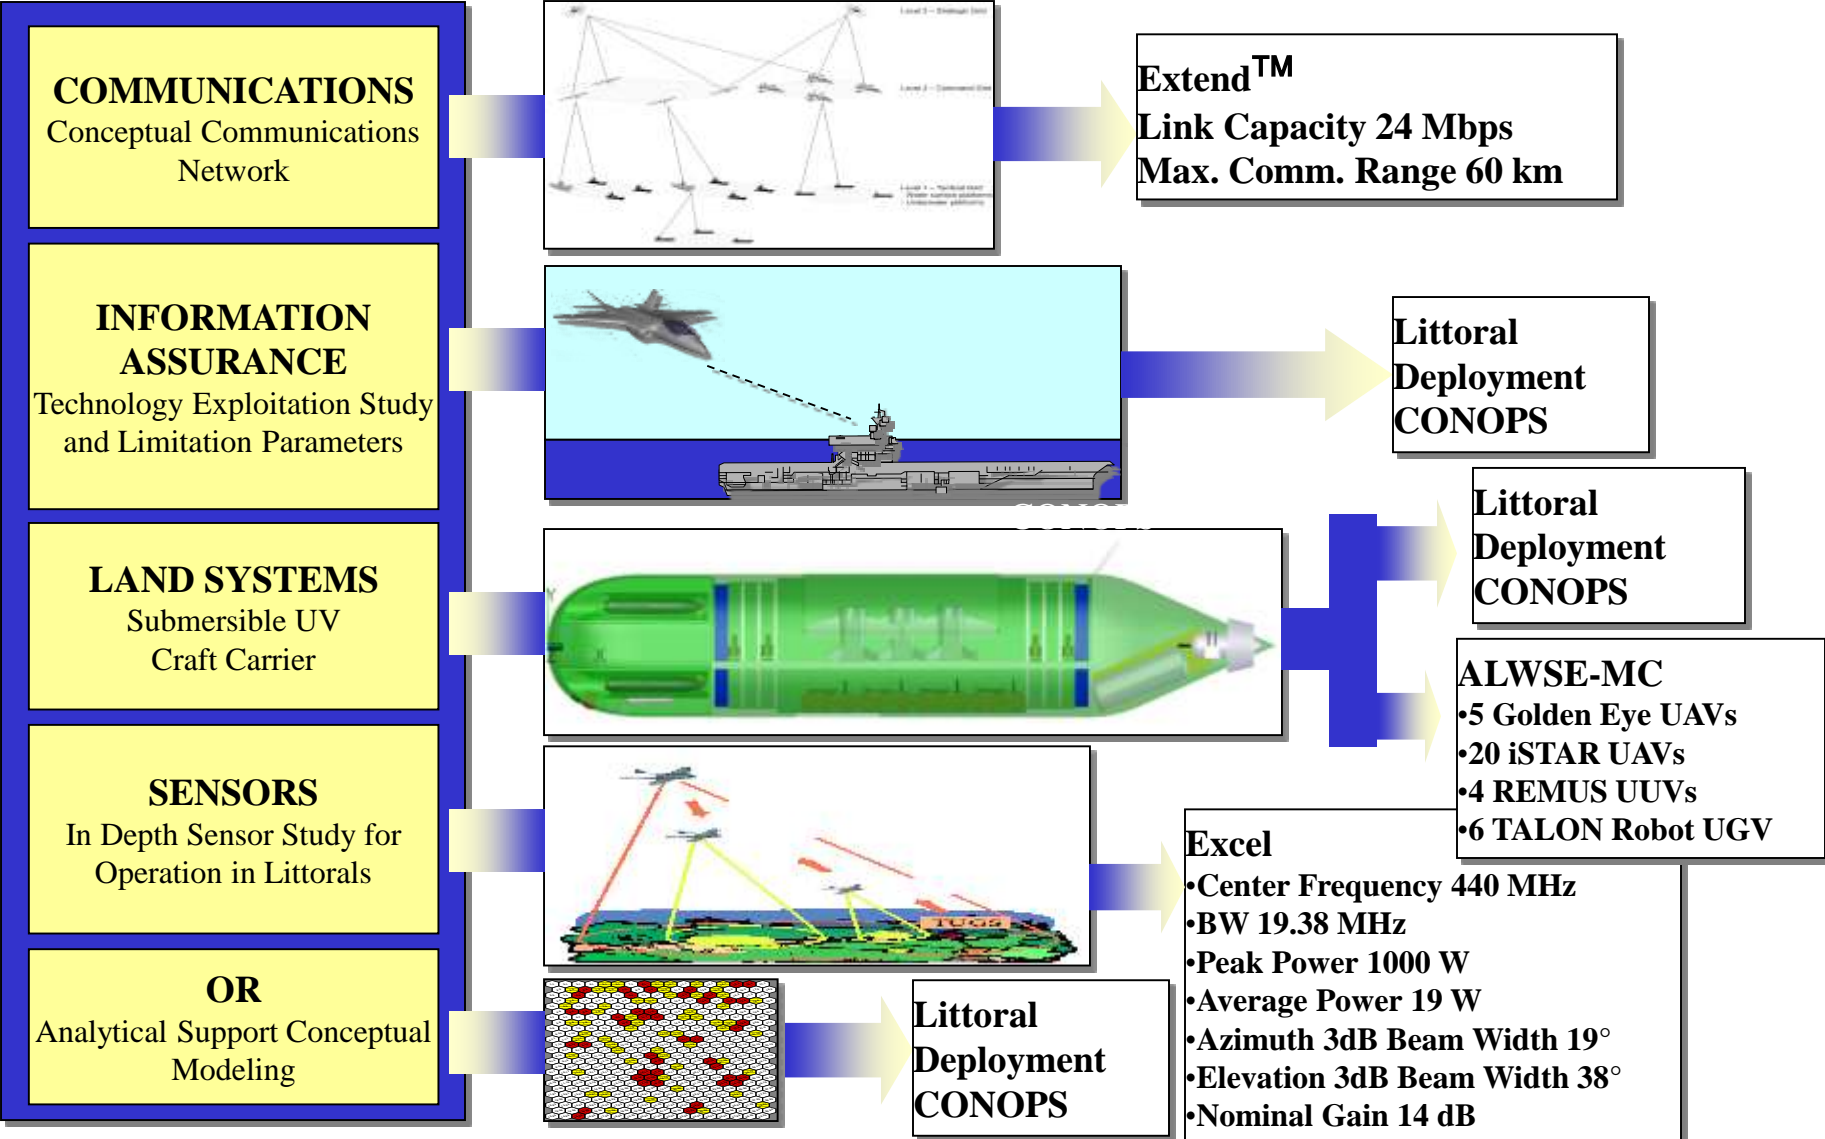 COMMUNICATIONS
Conceptual Communications
Network
Extend™
Link Capacity 24 Mbps
Max. Comm. Range 60 km
INFORMATION
ASSURANCE
Technology Exploitation Study
and Limitation Parameters
Littoral
Deployment
CONOPS
CONOPS
LAND SYSTEMS
Submersible UV
Craft Carrier
Littoral
Deployment
CONOPS
ALWSE-MC
•5 Golden Eye UAVs
•20 iSTAR UAVs
•4 REMUS UUVs
•6 TALON Robot UGV
SENSORS
In Depth Sensor Study for
Operation in Littorals
TUGS
Excel
•Center Frequency 440 MHz
•BW 19.38 MHz
•Peak Power 1000 W
•Average Power 19 W
•Azimuth 3dB Beam Width 19°
•Elevation 3dB Beam Width 38°
•Nominal Gain 14 dB
OR
Analytical Support Conceptual
Modeling
Littoral
Deployment
CONOPS